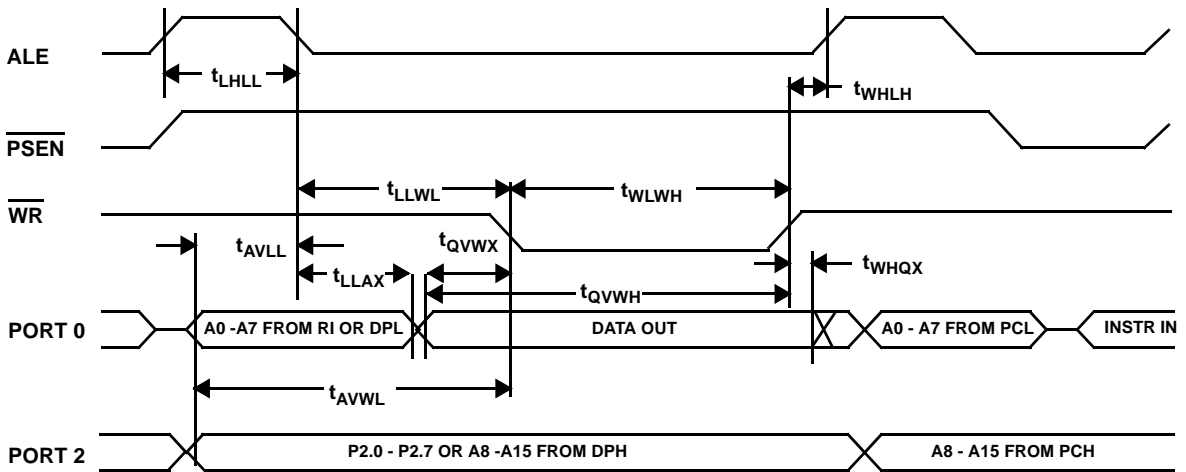 ALE
tLHLL
tWHLH
PSEN
tLLWL
tWLWH
WR
tAVLL
tQVWX
tLLAX
tWHQX
tQVWH
PORT 0
A0 -A7 FROM RI OR DPL
DATA OUT
A0 - A7 FROM PCL
INSTR IN
tAVWL
PORT 2
P2.0 - P2.7 OR A8 -A15 FROM DPH
A8 - A15 FROM PCH